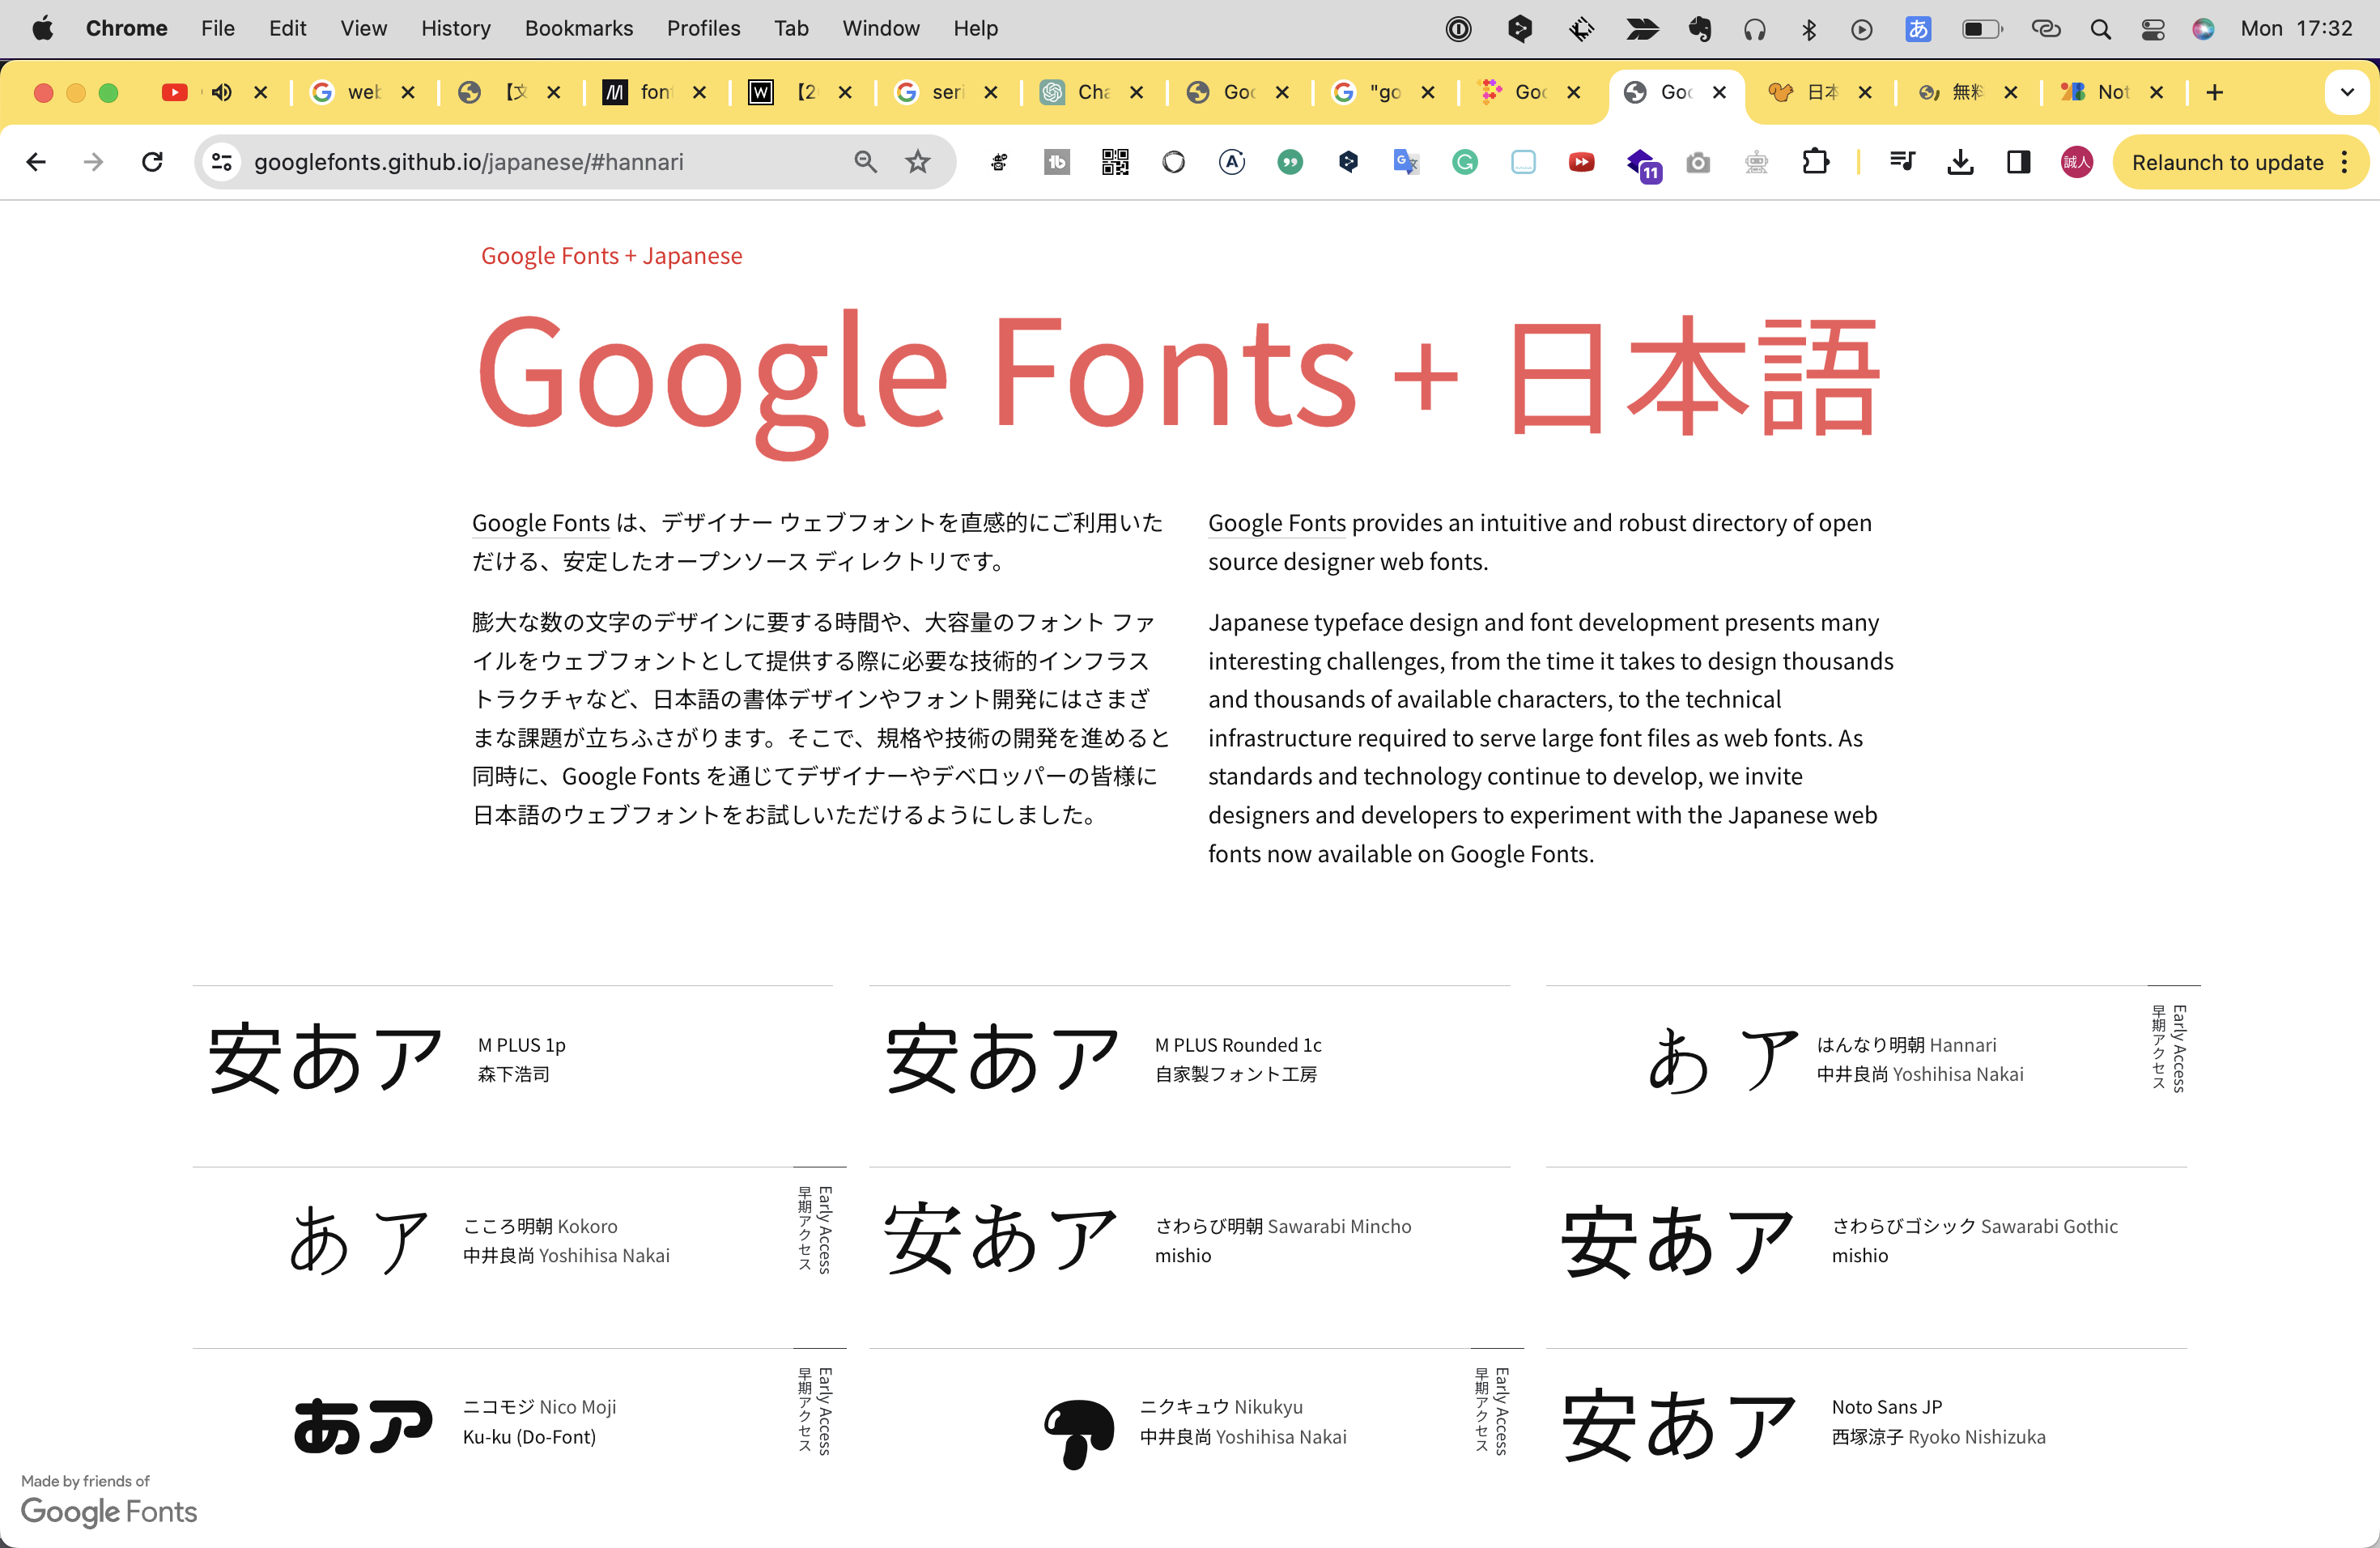 Chrome File Edit View History Bookmarks Profiles Tab Window Help あ Mon 17:32
web 【文 font W 【2 seri Cha Goo "go Goo Goo 日本 無料 Not
googlefonts.github.io/japanese/#hannari 11 誠人 Relaunch to update
Google Fonts + Japanese
Google Fonts + 日本語
Google Fonts は、デザイナー ウェブフォントを直感的にご利用いた
だける、安定したオープンソース ディレクトリです。
膨大な数の文字のデザインに要する時間や、大容量のフォント ファ
イルをウェブフォントとして提供する際に必要な技術的インフラス
トラクチャなど、日本語の書体デザインやフォント開発にはさまざ
まな課題が立ちふさがります。そこで、規格や技術の開発を進めると
同時に、Google Fonts を通じてデザイナーやデベロッパーの皆様に
日本語のウェブフォントをお試しいただけるようにしました。
Google Fonts provides an intuitive and robust directory of open
source designer web fonts.
Japanese typeface design and font development presents many
interesting challenges, from the time it takes to design thousands
and thousands of available characters, to the technical
infrastructure required to serve large font files as web fonts. As
standards and technology continue to develop, we invite
designers and developers to experiment with the Japanese web
fonts now available on Google Fonts.
安あア
M PLUS 1p
森下浩司
安あア
M PLUS Rounded 1c
自家製フォント工房
あ ア
はんなり明朝 Hannari
中井良尚 Yoshihisa Nakai
Early Access
早期アクセス
あ ア
こころ明朝 Kokoro
中井良尚 Yoshihisa Nakai
Early Access
早期アクセス
安あア
さわらび明朝 Sawarabi Mincho
mishio
安あア
さわらびゴシック Sawarabi Gothic
mishio
あア
ニコモジ Nico Moji
Ku-ku (Do-Font)
Early Access
早期アクセス
ア
ニクキュウ Nikukyu
中井良尚 Yoshihisa Nakai
Early Access
早期アクセス
安あア
Noto Sans JP
西塚涼子 Ryoko Nishizuka
Made by friends of
Google Fonts